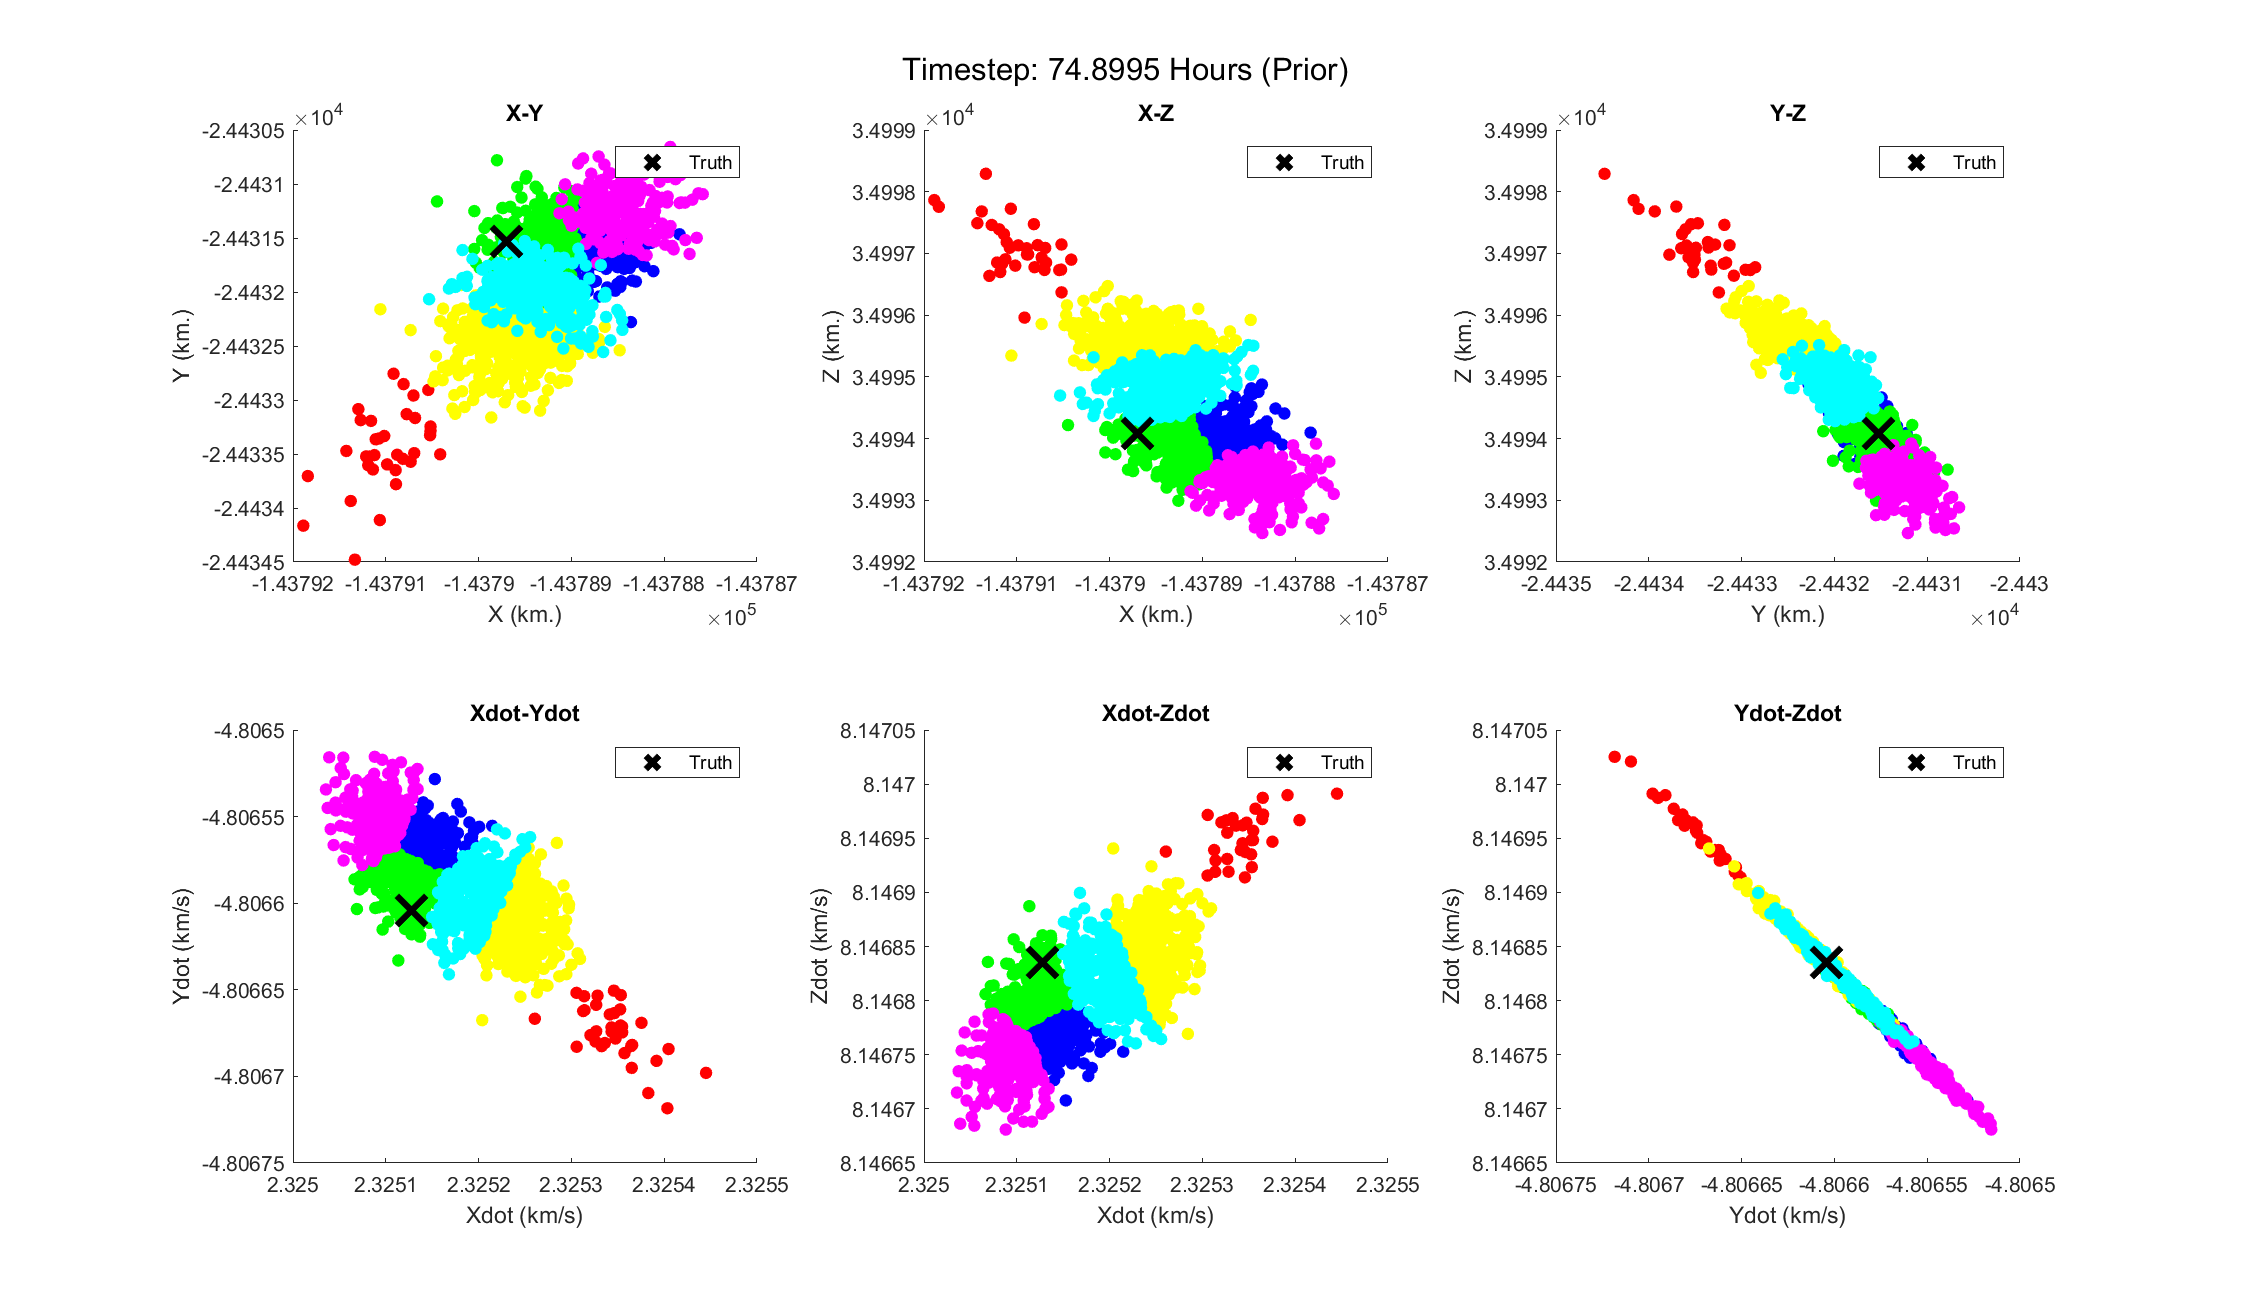 Timestep: 74.8995 Hours (Prior)
X-Y
×10^4
-2.44305
-2.4431
-2.44315
-2.4432
-2.44325
-2.4433
-2.44335
-2.4434
-2.44345
Y (km.)
Truth
-1.43792 -1.43791 -1.4379 -1.43789 -1.43788 -1.43787
X (km.)
×10^5
X-Z
×10^4
3.4999
3.4998
3.4997
3.4996
3.4995
3.4994
3.4993
3.4992
Z (km.)
Truth
-1.43792 -1.43791 -1.4379 -1.43789 -1.43788 -1.43787
X (km.)
×10^5
Y-Z
×10^4
3.4999
3.4998
3.4997
3.4996
3.4995
3.4994
3.4993
3.4992
Z (km.)
Truth
-2.4435 -2.4434 -2.4433 -2.4432 -2.4431 -2.443
Y (km.)
×10^4
Xdot-Ydot
-4.8065
-4.80655
-4.8066
-4.80665
-4.8067
-4.80675
Ydot (km/s)
Truth
2.325 2.3251 2.3252 2.3253 2.3254 2.3255
Xdot (km/s)
Xdot-Zdot
8.14705
8.147
8.14695
8.1469
8.14685
8.1468
8.14675
8.1467
8.14665
Zdot (km/s)
Truth
2.325 2.3251 2.3252 2.3253 2.3254 2.3255
Xdot (km/s)
Ydot-Zdot
8.14705
8.147
8.14695
8.1469
8.14685
8.1468
8.14675
8.1467
8.14665
Zdot (km/s)
Truth
-4.80675 -4.8067 -4.80665 -4.8066 -4.80655 -4.8065
Ydot (km/s)